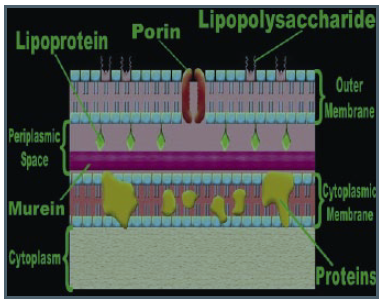 Lipopolysaccharide
Porin
Lipoprotein
Outer
Membrane
Periplasmic
Space
Murein
Cytoplasmic
Membrane
Cytoplasm
Proteins